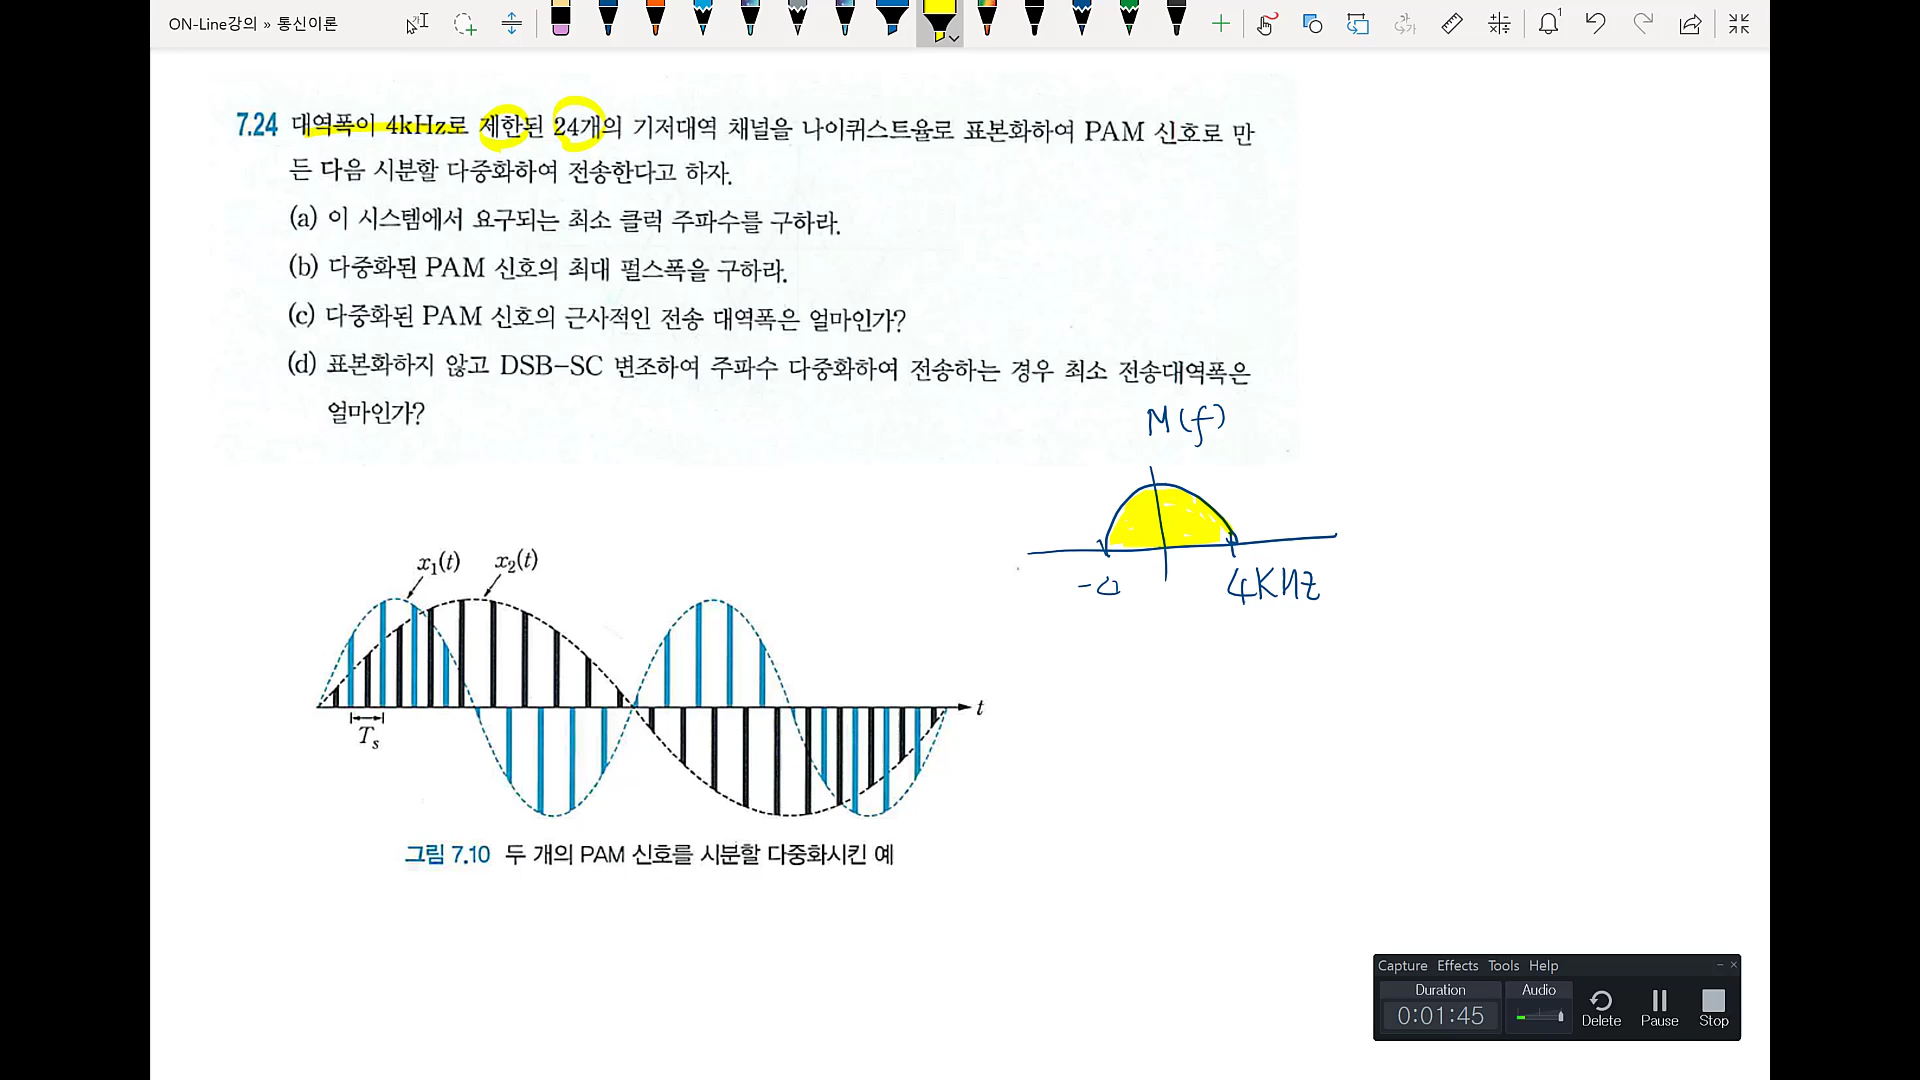 ON-Line강의 » 통신이론
7.24 대역폭이 4kHz로 제한된 24개의 기저대역 채널을 나이퀴스트율로 표본화하여 PAM 신호로 만
든 다음 시분할 다중화하여 전송한다고 하자.
(a) 이 시스템에서 요구되는 최소 클럭 주파수를 구하라.
(b) 다중화된 PAM 신호의 최대 펄스폭을 구하라.
(c) 다중화된 PAM 신호의 근사적인 전송 대역폭은 얼마인가?
(d) 표본화하지 않고 DSB-SC 변조하여 주파수 다중화하여 전송하는 경우 최소 전송대역폭은
얼마인가?
M(f)
-4 4KHz
x₁(t) x₂(t)
Tₛ
t
그림 7.10 두 개의 PAM 신호를 시분할 다중화시킨 예
Capture Effects Tools Help
Duration Audio
0:01:45
Delete Pause Stop